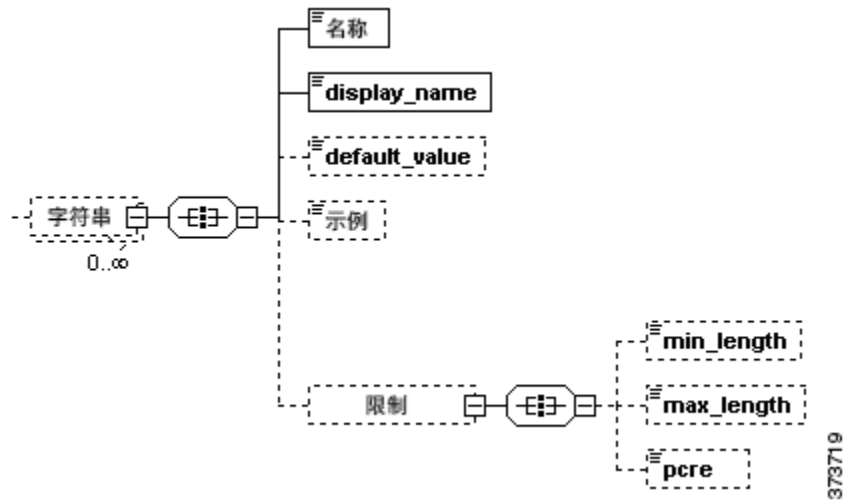 名称
display_name
default_value
字符串
0..∞
示例
min_length
限制
max_length
pcre
373719